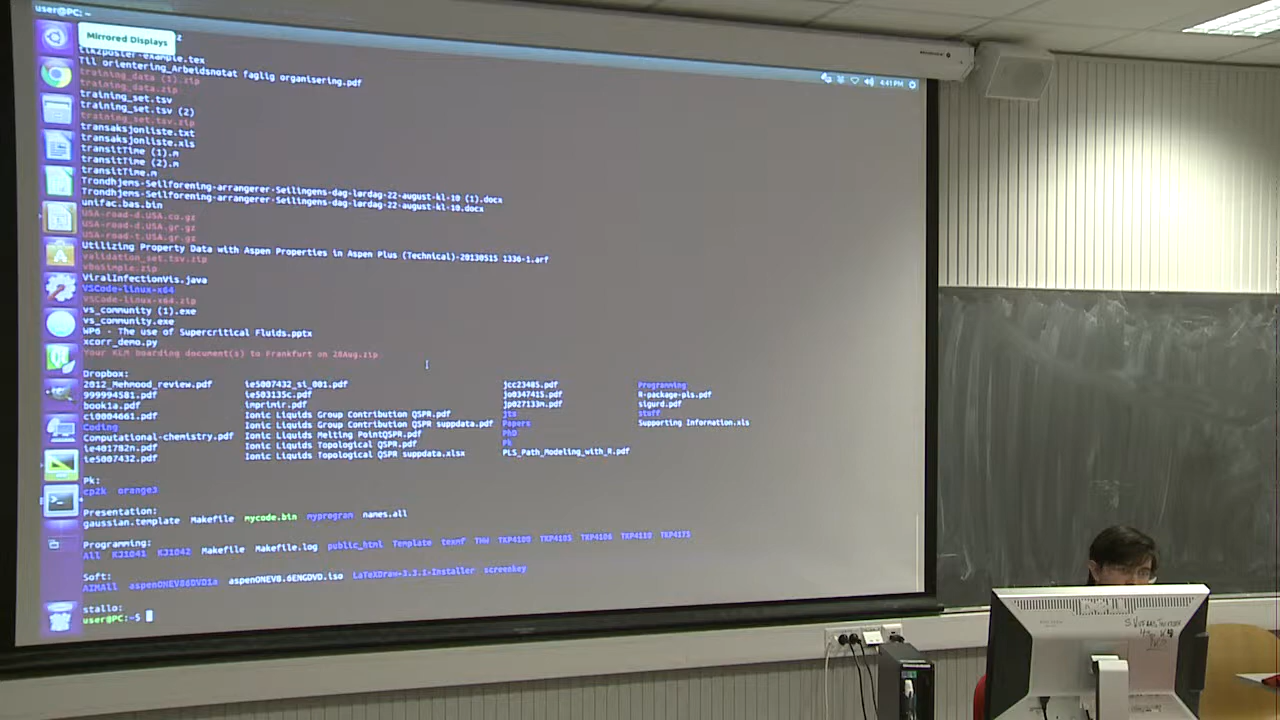 user@PC: ~
Mirrored Displays
4:41PM
Til orientering_Arbeidsnotat faglig organisering.pdf
training_data (1).zip
training_data.zip
training_set.tsv
training_set.tsv (2)
training_set.tsv.zip
transaksjonliste.txt
transaksjonliste.xls
transitTime (1).m
transitTime (2).m
transitTime.m
Trondhjems-Seilforening-arrangerer-Seilingens-dag-lørdag-22-august-kl-10 (1).docx
Trondhjems-Seilforening-arrangerer-Seilingens-dag-lørdag-22-august-kl-10.docx
unifac.bas.bin
USA-road-d.USA.co.gz
USA-road-d.USA.gr.gz
USA-road-t.USA.gr.gz
Utilizing Property Data with Aspen Properties in Aspen Plus (Technical)-20130515 1330-1.arf
validation_set.tsv.zip
vbosimple.zip
ViralInfectionVis.java
VSCode-linux-x64
VSCode-linux-x64.zip
vs_community (1).exe
vs_community.exe
WP6 - The use of Supercritical Fluids.pptx
xcorr_demo.py
Your KLM boarding document(s) to Frankfurt on 28Aug.zip
Dropbox:
2012_Mehmood_review.pdf ie5007432_si_001.pdf jcc23485.pdf Programming
999994581.pdf ie503135c.pdf jo0347415.pdf R-package-pls.pdf
book1a.pdf imprimir.pdf jp027133m.pdf sigurd.pdf
ci0004661.pdf Ionic Liquids Group Contribution QSPR.pdf jtx stuff
Coding Ionic Liquids Group Contribution QSPR suppdata.pdf Papers Supporting Information.xls
Computational-chemistry.pdf Ionic Liquids Melting PointQSPR.pdf PhD
ie401782n.pdf Ionic Liquids Topological QSPR.pdf Pk
ie5007432.pdf Ionic Liquids Topological QSPR suppdata.xlsx PLS_Path_Modeling_with_R.pdf
Pk:
cp2k orange3
Presentation:
gaussian.template Makefile mycode.bin myprogram names.all
Programming:
All KJ1041 KJ1042 Makefile Makefile.log public_html Template texmf THW TKP4100 TKP4105 TKP4106 TKP4110 TKP4175
Soft:
AIMAll aspenONEV86DVD1a aspenONEV8.6ENGDVD.iso LaTeXDraw-3.3.1-Installer screenkey
stallo:
user@PC:~$